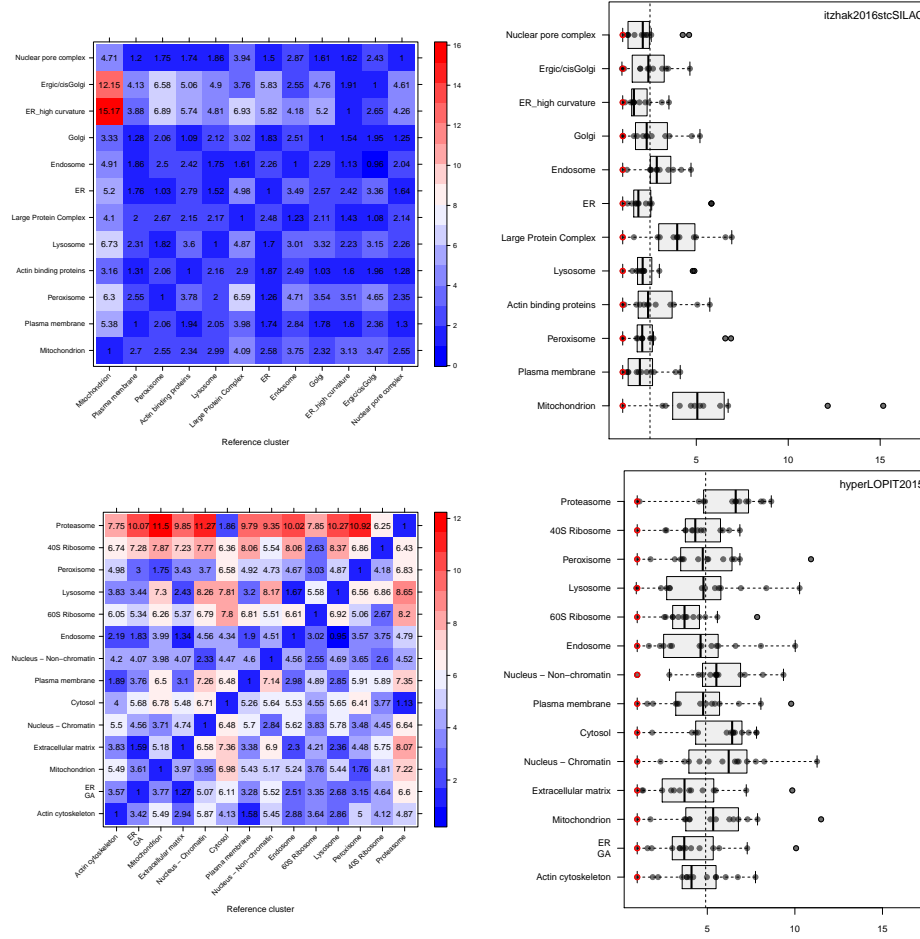 itzhak2016stcSILAC
Nuclear pore complex 4.71 1.2 1.75 1.74 1.86 3.94 1.5 2.87 1.62 2.43 1
Ergic/cisGolgi 12.15 4.13 6.58 5.06 4.9 3.76 5.83 2.55 4.76 1.91 1 4.61
ER_high curvature 15.17 3.88 6.89 5.74 4.81 6.93 5.82 4.18 5.2 1 2.65 4.26
Golgi 3.33 1.28 2.06 1.09 2.12 3.02 1.83 2.51 1 1.54 1.95 1.25
Endosome 4.91 1.86 2.5 2.42 1.75 2.26 1 2.29 1.13 2.04
ER 5.2 1.76 1.03 2.79 1.52 4.98 1 3.49 2.57 2.42 3.36 1.64
Large Protein Complex 4.1 2 2.67 2.15 2.17 1 2.48 1.23 2.11 1.43 1.08 2.14
Lysosome 6.73 2.31 1.82 3.6 1 4.87 1.7 3.01 3.32 2.23 3.15 2.26
Actin binding proteins 3.16 1.31 2.06 1 2.16 2.9 1.87 2.49 1.03 1.6 1.28
Peroxisome 6.3 2.55 1 3.78 2 6.59 1.26 4.71 3.54 3.51 4.65 2.35
Plasma membrane 5.38 1 2.06 1.94 2.05 3.98 1.74 2.84 1.6 2.36 1.3
Mitochondrion 1 2.7 2.55 2.34 2.99 4.09 2.58 3.75 2.32 3.13 3.47 2.55
16
14
12
10
8
6
4
2
0
Mitochondrion Plasma membrane Peroxisome Actin binding proteins Lysosome Large Protein Complex ER Endosome Golgi ER_high curvature Ergic/cisGolgi Nuclear pore complex
Reference cluster
Nuclear pore complex
Ergic/cisGolgi
ER_high curvature
Golgi
Endosome
ER
Large Protein Complex
Lysosome
Actin binding proteins
Peroxisome
Plasma membrane
Mitochondrion
5 10 15
hyperLOPIT2015
Proteasome 7.75 10.07 11.5 9.85 11.27 1.86 9.79 9.35 10.02 7.85 10.27 10.92 6.25 1
40S Ribosome 6.74 7.28 7.87 7.23 7.77 6.36 8.06 5.54 8.06 2.63 8.37 6.86 1 6.43
Peroxisome 4.98 3 1.75 3.43 3.7 6.58 4.92 4.73 4.67 3.03 4.87 1 4.18 6.83
Lysosome 3.83 3.44 7.3 2.43 8.26 7.81 3.2 8.17 1.67 5.58 1 6.56 6.86 8.65
60S Ribosome 6.05 5.34 6.26 5.37 6.79 7.8 6.81 5.51 6.61 1 6.92 5.06 2.67 8.2
Endosome 2.19 1.83 3.99 1.34 4.56 4.34 1.9 4.51 1 3.02 3.57 3.75 4.79
Nucleus − Non−chromatin 4.2 4.07 3.98 4.07 2.33 4.47 4.6 1 4.56 2.55 4.69 3.65 2.6 4.52
Plasma membrane 1.89 3.76 6.5 3.1 7.26 6.48 1 7.14 2.98 4.89 2.85 5.91 5.89 7.35
Cytosol 4 5.68 6.78 5.48 6.71 1 5.26 5.64 5.53 4.55 5.65 6.41 3.77 1.13
Nucleus − Chromatin 5.5 4.56 3.71 4.74 1 6.48 5.7 2.84 5.62 3.83 5.78 3.48 4.45 6.64
Extracellular matrix 3.83 1.59 5.18 1 6.58 7.36 3.38 6.9 2.3 4.21 2.36 4.48 5.75 8.07
Mitochondrion 5.49 3.61 1 3.97 3.95 6.98 5.43 5.17 5.24 3.76 5.44 1.76 4.81 7.22
ER
GA
3.57 1 3.77 1.27 5.07 6.11 3.28 5.52 2.51 3.35 2.68 3.15 4.64 6.6
Actin cytoskeleton 1 3.42 5.49 2.94 5.87 4.13 1.58 5.45 2.88 3.64 2.86 5 4.12 4.87
12
10
8
6
4
2
Actin cytoskeleton ER GA Mitochondrion Extracellular matrix Nucleus − Chromatin Cytosol Plasma membrane Nucleus − Non−chromatin Endosome 60S Ribosome Lysosome Peroxisome 40S Ribosome Proteasome
Reference cluster
Proteasome
40S Ribosome
Peroxisome
Lysosome
60S Ribosome
Endosome
Nucleus − Non−chromatin
Plasma membrane
Cytosol
Nucleus − Chromatin
Extracellular matrix
Mitochondrion
ER
GA
Actin cytoskeleton
5 10 15